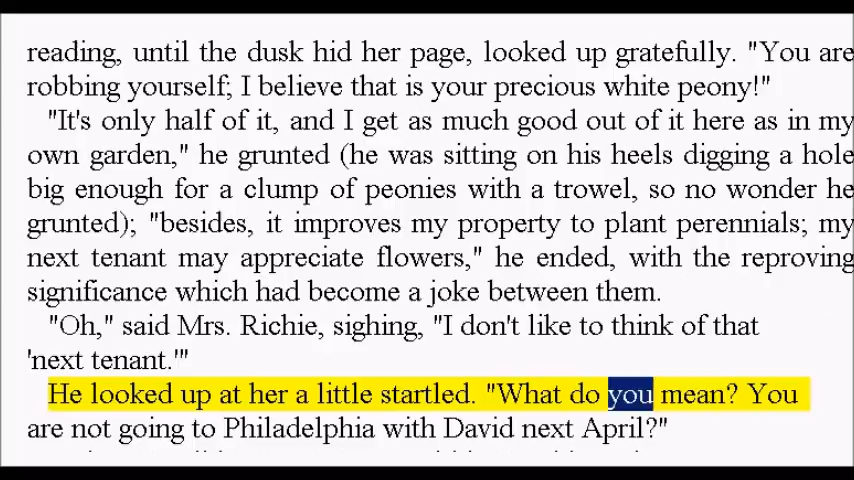 reading, until the dusk hid her page, looked up gratefully. "You are
robbing yourself; I believe that is your precious white peony!"
"It's only half of it, and I get as much good out of it here as in my
own garden," he grunted (he was sitting on his heels digging a hole
big enough for a clump of peonies with a trowel, so no wonder he
grunted); "besides, it improves my property to plant perennials; my
next tenant may appreciate flowers," he ended, with the reproving
significance which had become a joke between them.
"Oh," said Mrs. Richie, sighing, "I don't like to think of that
'next tenant.'"
He looked up at her a little startled. "What do you mean? You
are not going to Philadelphia with David next April?"